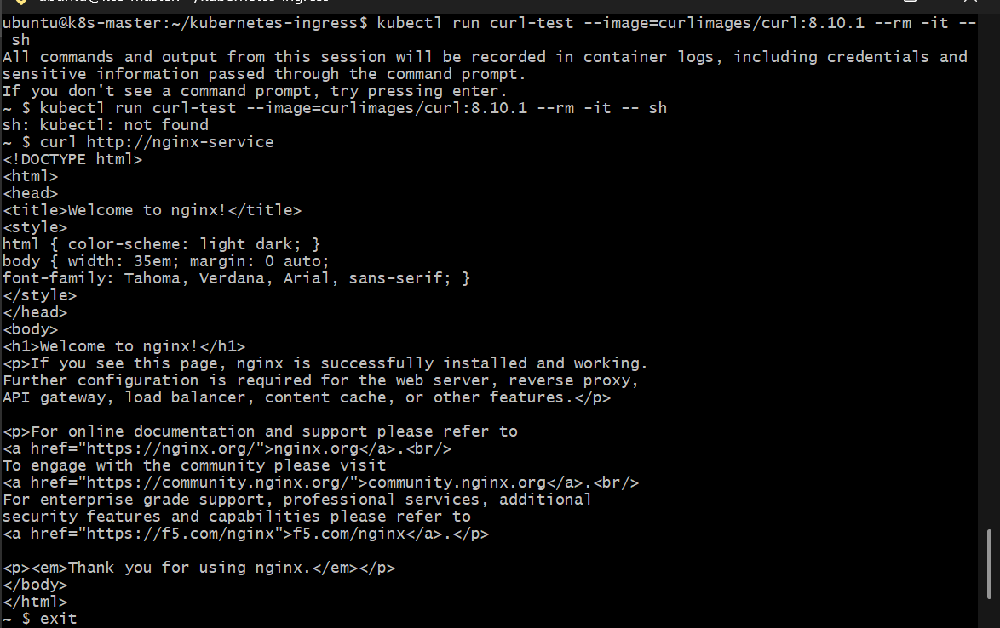 ubuntu@k8s-master:~/kubernetes-ingress$ kubectl run curl-test --image=curlimages/curl:8.10.1 --rm -it --
 sh
All commands and output from this session will be recorded in container logs, including credentials and
sensitive information passed through the command prompt.
If you don't see a command prompt, try pressing enter.
~ $ kubectl run curl-test --image=curlimages/curl:8.10.1 --rm -it -- sh
sh: kubectl: not found
~ $ curl http://nginx-service
<!DOCTYPE html>
<html>
<head>
<title>Welcome to nginx!</title>
<style>
html { color-scheme: light dark; }
body { width: 35em; margin: 0 auto;
font-family: Tahoma, Verdana, Arial, sans-serif; }
</style>
</head>
<body>
<h1>Welcome to nginx!</h1>
<p>If you see this page, nginx is successfully installed and working.
Further configuration is required for the web server, reverse proxy,
API gateway, load balancer, content cache, or other features.</p>

<p>For online documentation and support please refer to
<a href="https://nginx.org/">nginx.org</a>.<br/>
To engage with the community please visit
<a href="https://community.nginx.org/">community.nginx.org</a>.<br/>
For enterprise grade support, professional services, additional
security features and capabilities please refer to
<a href="https://f5.com/nginx">f5.com/nginx</a>.</p>

<p><em>Thank you for using nginx.</em></p>
</body>
</html>
~ $ exit